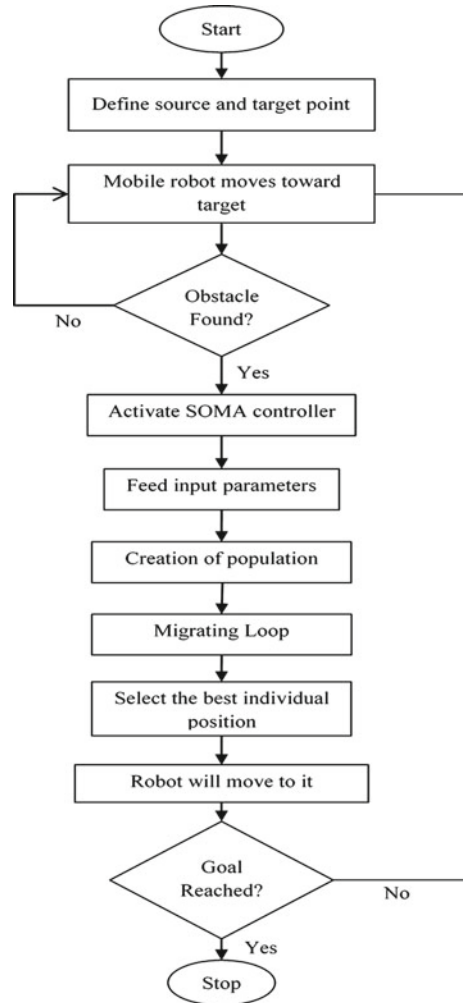 Start
Define source and target point
Mobile robot moves toward
target
Obstacle
Found?
No
Yes
Activate SOMA controller
Feed input parameters
Creation of population
Migrating Loop
Select the best individual
position
Robot will move to it
Goal
Reached?
No
Yes
Stop